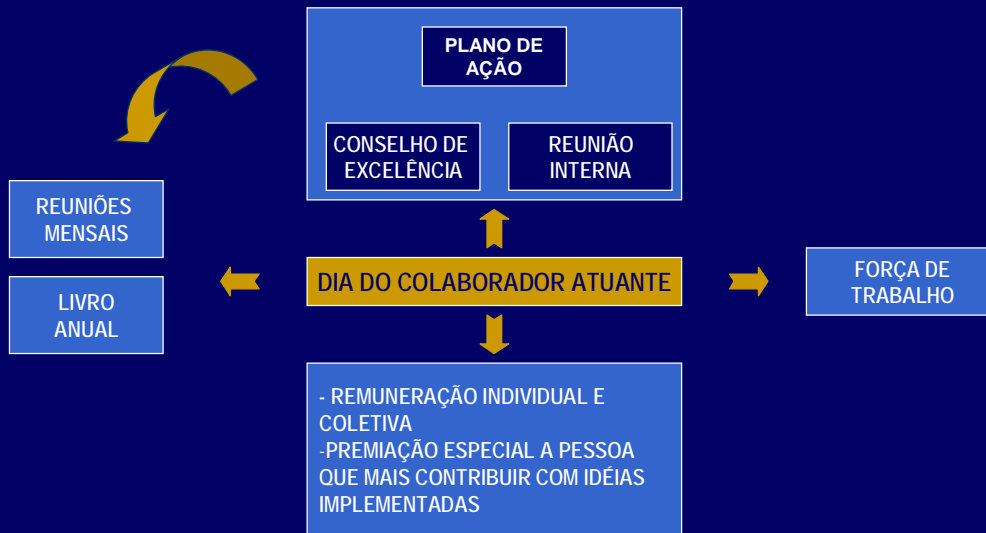 PLANO DE
AÇÃO
CONSELHO DE
EXCELÊNCIA
REUNIÃO
INTERNA
REUNIÕES
MENSAIS
LIVRO
ANUAL
DIA DO COLABORADOR ATUANTE
FORÇA DE
TRABALHO
- REMUNERAÇÃO INDIVIDUAL E
COLETIVA
-PREMIAÇÃO ESPECIAL A PESSOA
QUE MAIS CONTRIBUIR COM IDÉIAS
IMPLEMENTADAS